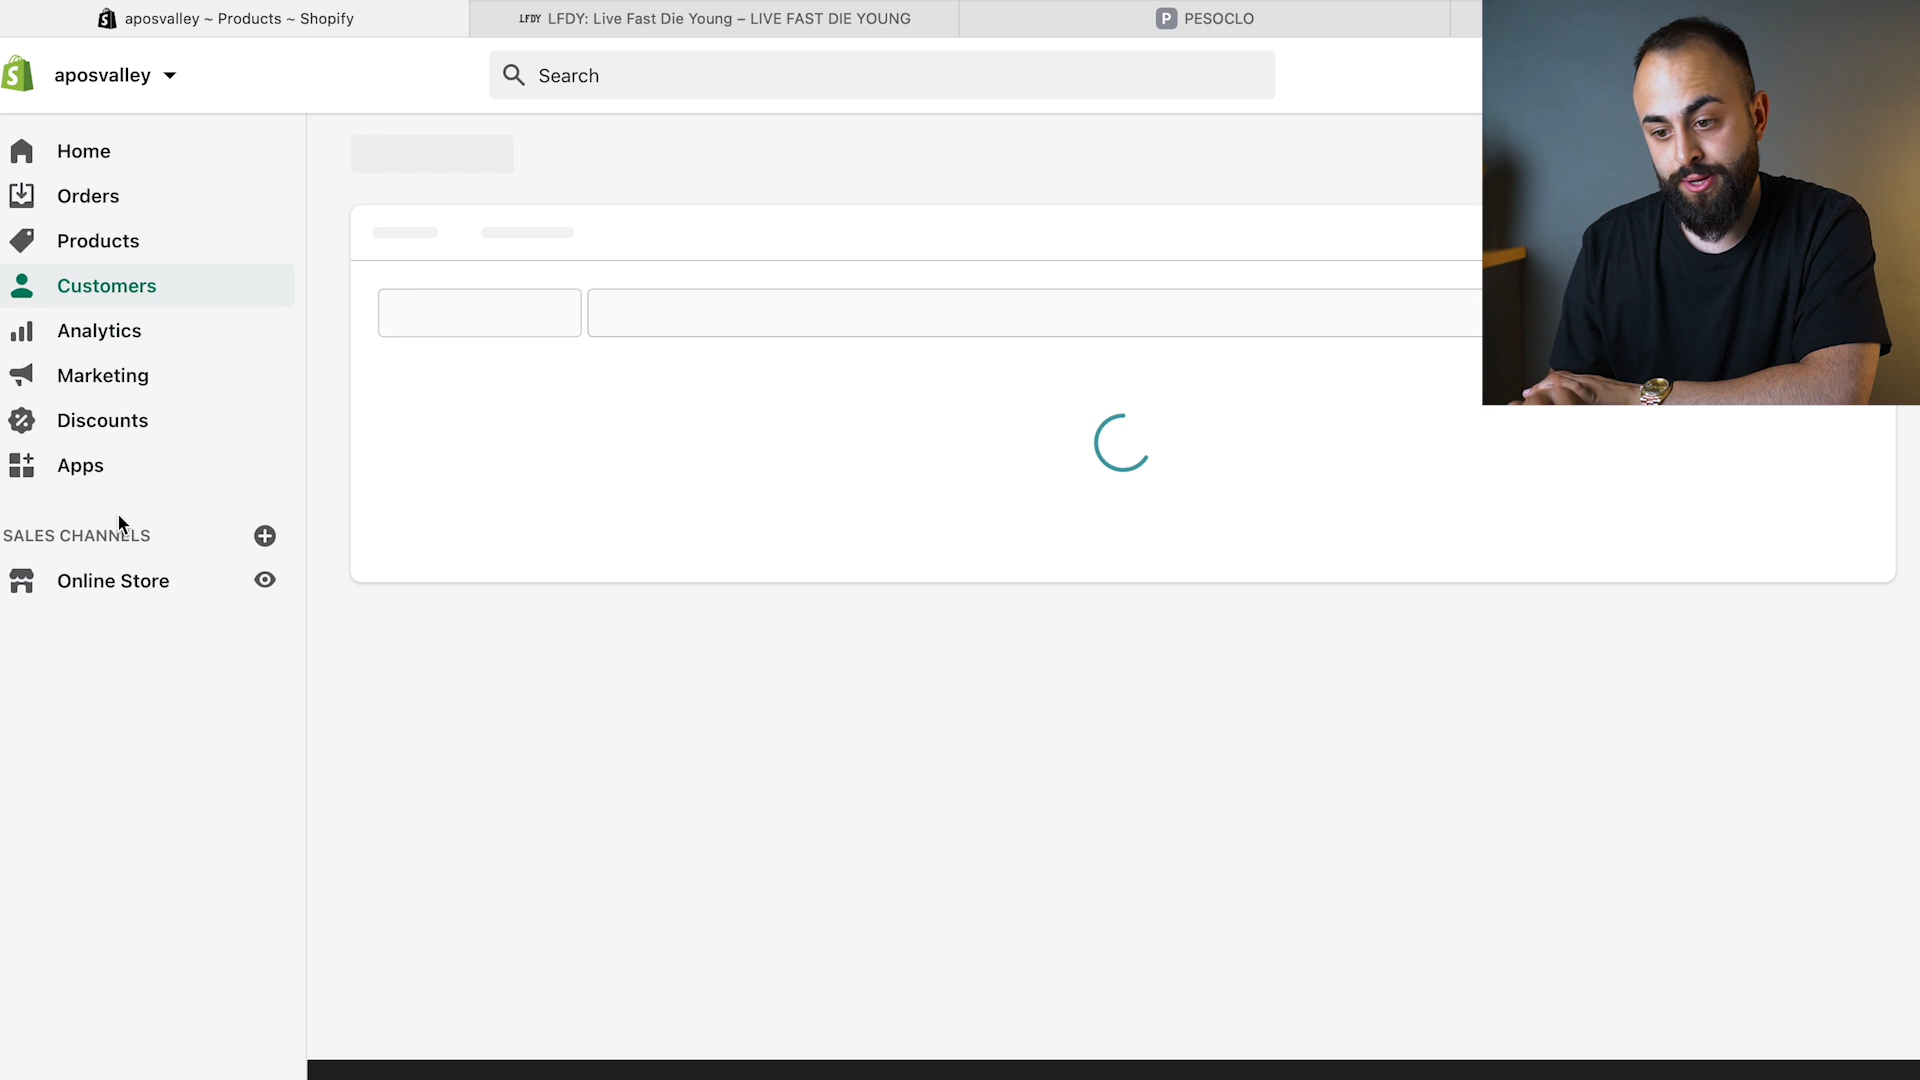 aposvalley ~ Products ~ Shopify
LFDY LFDY: Live Fast Die Young – LIVE FAST DIE YOUNG
P PESOCLO
aposvalley
Search
Home
Orders
Products
Customers
Analytics
Marketing
Discounts
Apps
SALES CHANNELS
Online Store